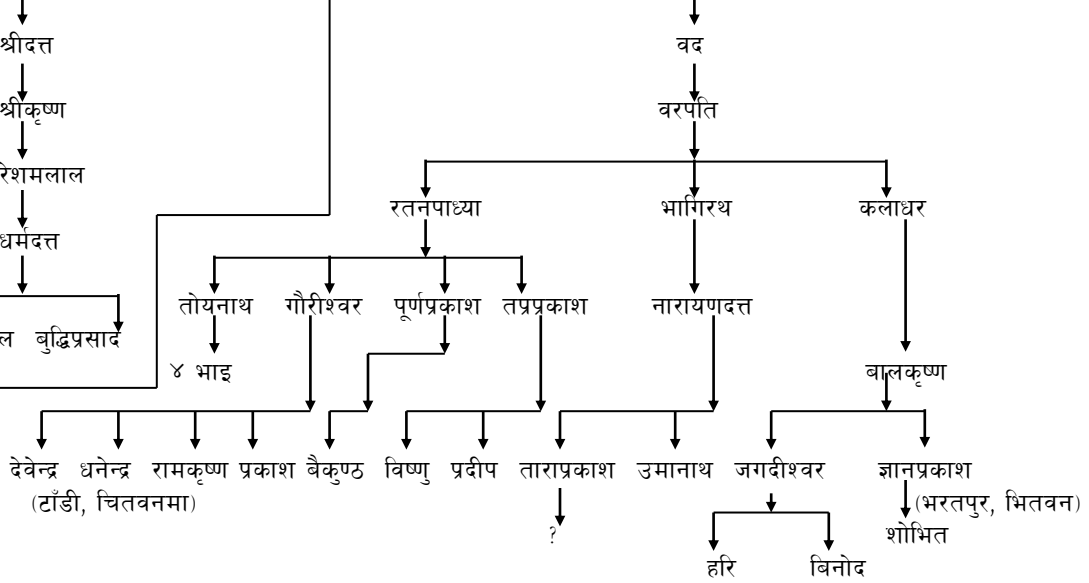 श्रीदत्त वद
श्रीकृष्ण वरपति
रेशमलाल
रतनपाध्या भागिरथ कलाधर
धर्मदत्त
तोयनाथ गौरीश्वर पूर्णप्रकाश तप्रप्रकाश नारायणदत्त
ल बुद्धिप्रसाद
४ भाइ बालकृष्ण
देवेन्द्र धनेन्द्र रामकृष्ण प्रकाश बैकुण्ठ विष्णु प्रदीप ताराप्रकाश उमानाथ जगदीश्वर ज्ञानप्रकाश
(टाँडी, चितवनमा) (भरतपुर, भितवन)
? शोभित
हरि बिनोद